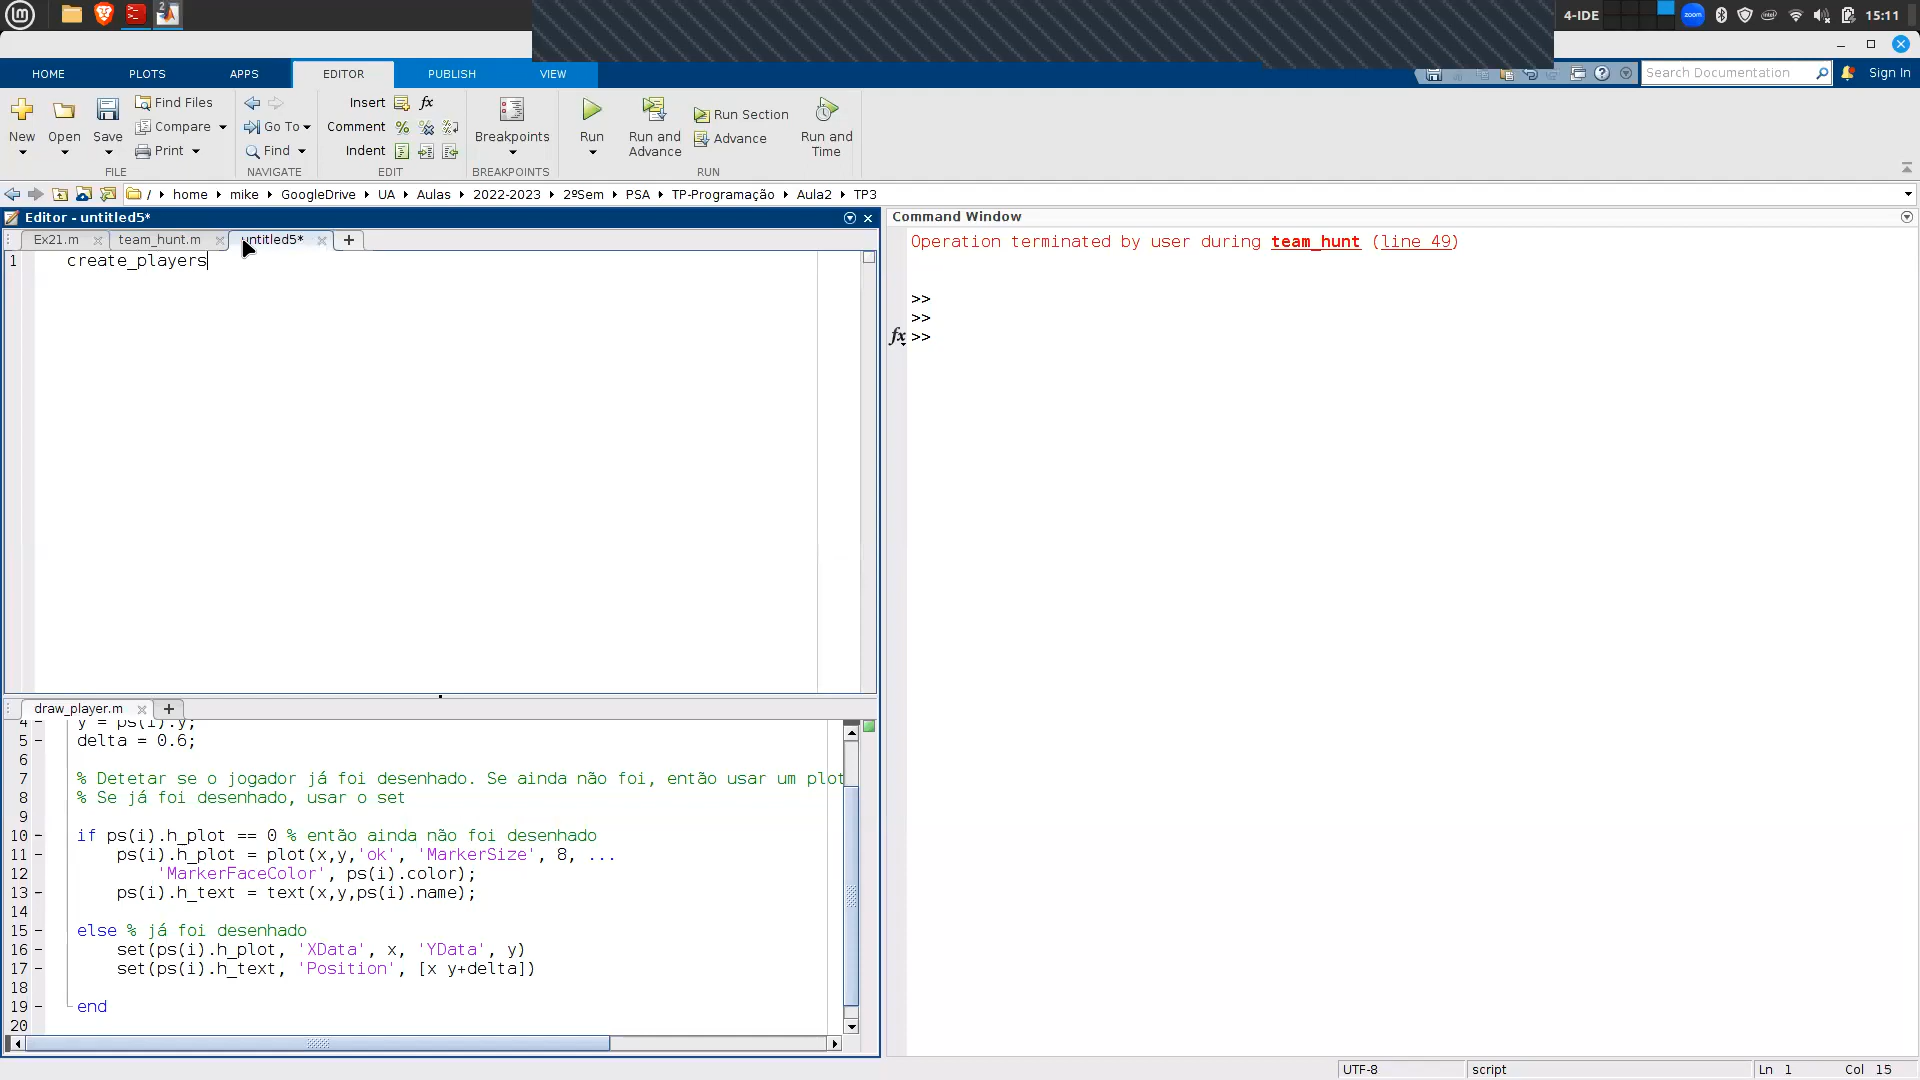 2
4-IDE
zoom
15:11
HOME
PLOTS
APPS
EDITOR
PUBLISH
VIEW
Search Documentation
Sign In
New
Open
Save
Find Files
Compare
Print
FILE
Go To
Find
NAVIGATE
Insert
fx
Comment
Indent
EDIT
Breakpoints
BREAKPOINTS
Run
Run and
Advance
Run Section
Advance
Run and
Time
RUN
/ home mike GoogleDrive UA Aulas 2022-2023 2ºSem PSA TP-Programação Aula2 TP3
Editor - untitled5*
Ex21.m
team_hunt.m
untitled5*
1 create_players
draw_player.m
4 y = ps(i).y;
5 delta = 0.6;
6
7 % Detetar se o jogador já foi desenhado. Se ainda não foi, então usar um plot
8 % Se já foi desenhado, usar o set
9
10 if ps(i).h_plot == 0 % então ainda não foi desenhado
11 ps(i).h_plot = plot(x,y,'ok', 'MarkerSize', 8, ...
12 'MarkerFaceColor', ps(i).color);
13 ps(i).h_text = text(x,y,ps(i).name);
14
15 else % já foi desenhado
16 set(ps(i).h_plot, 'XData', x, 'YData', y)
17 set(ps(i).h_text, 'Position', [x y+delta])
18
19 end
20
Command Window
Operation terminated by user during team_hunt (line 49)
>>
>>
fx >>
UTF-8
script
Ln 1
Col 15